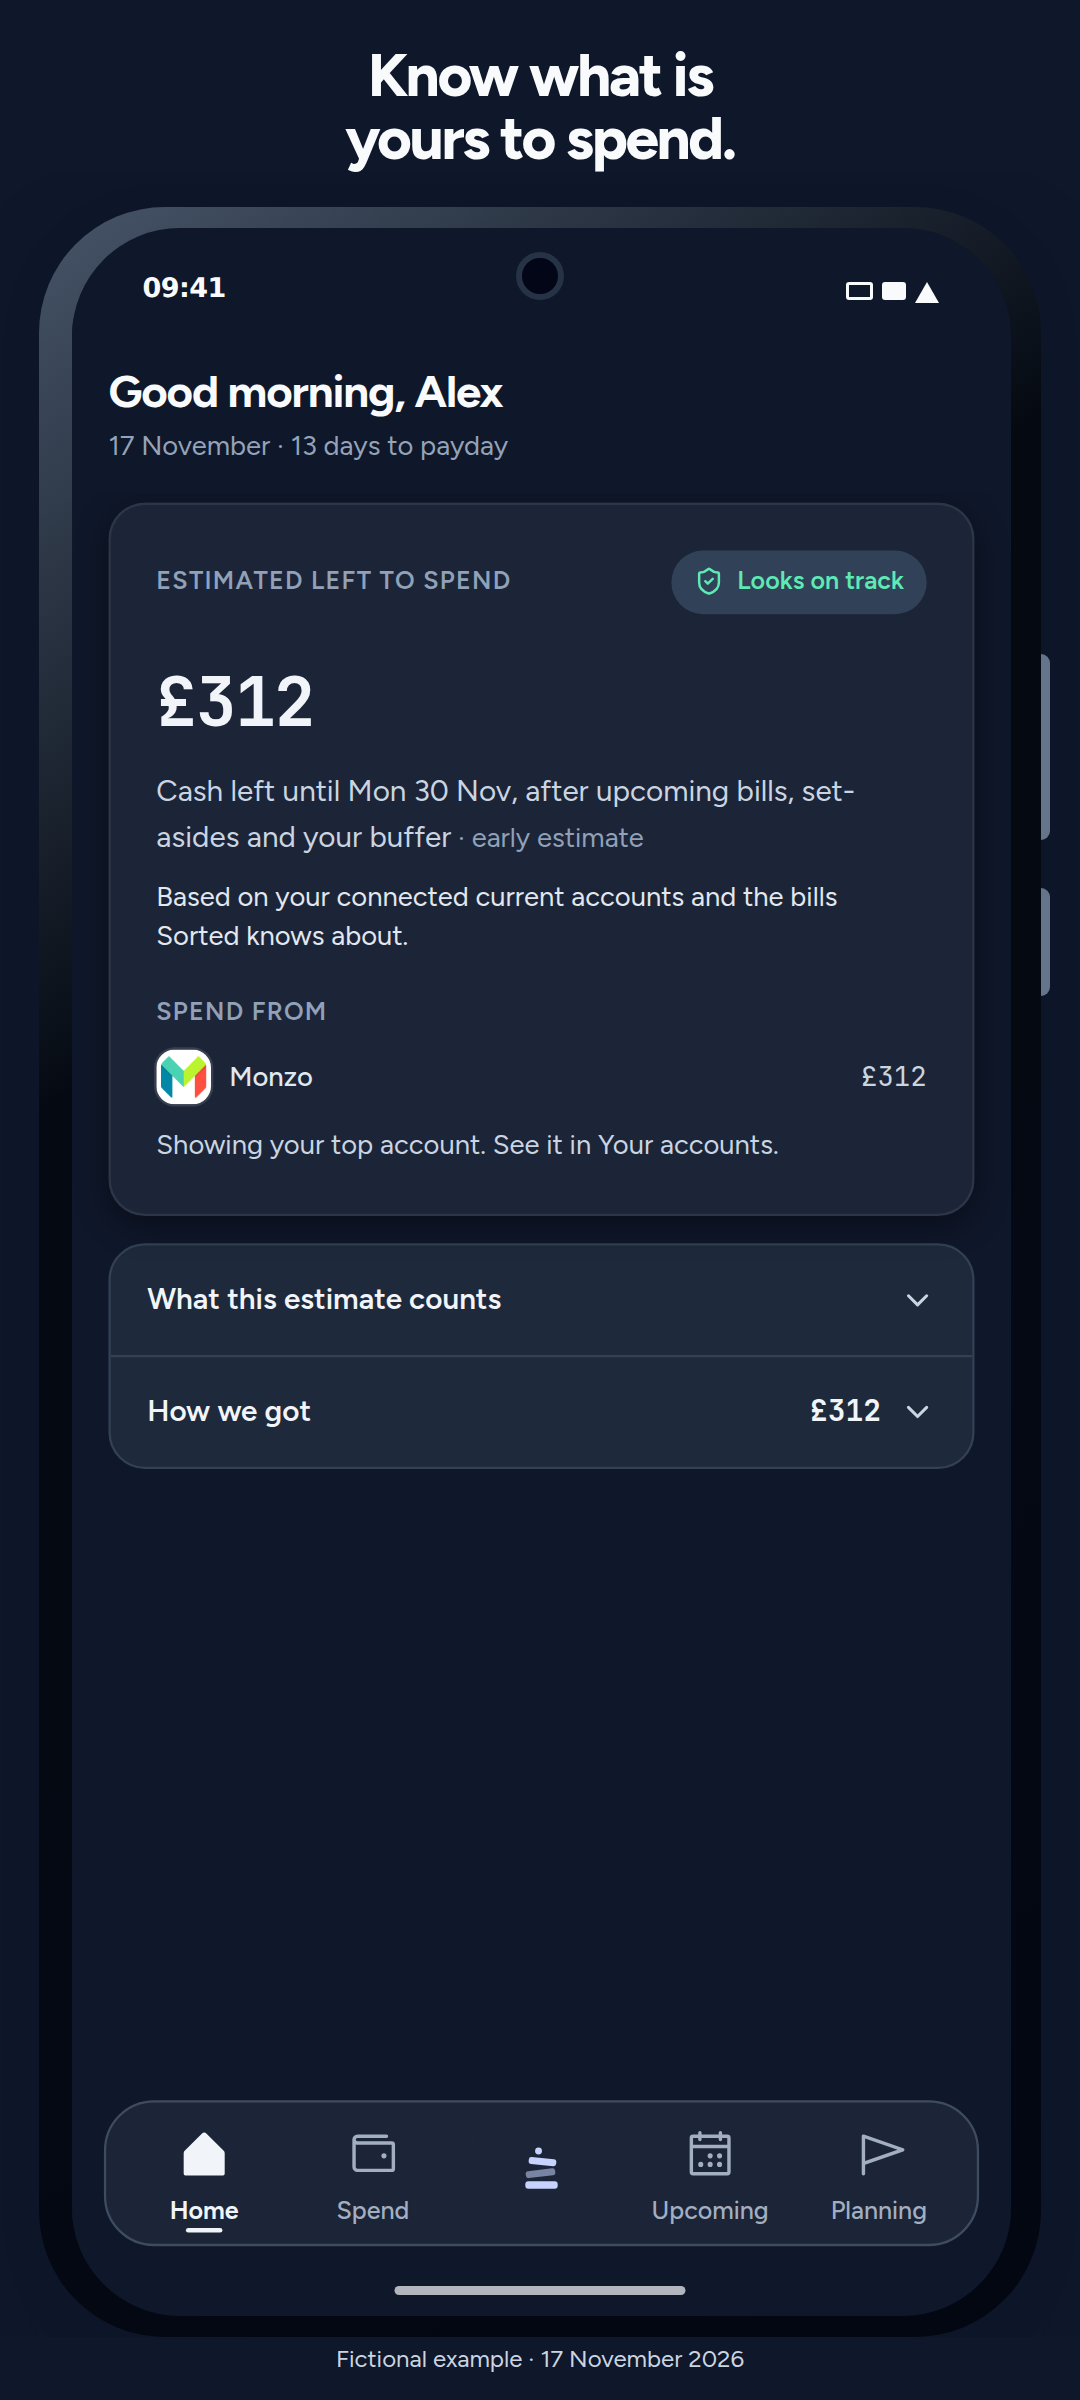 Know what is
yours to spend.
09:41
Good morning, Alex
17 November · 13 days to payday
ESTIMATED LEFT TO SPEND
Looks on track
£312
Cash left until Mon 30 Nov, after upcoming bills, set-
asides and your buffer · early estimate
Based on your connected current accounts and the bills
Sorted knows about.
SPEND FROM
Monzo £312
Showing your top account. See it in Your accounts.
What this estimate counts
How we got £312
Home Spend Upcoming Planning
Fictional example · 17 November 2026